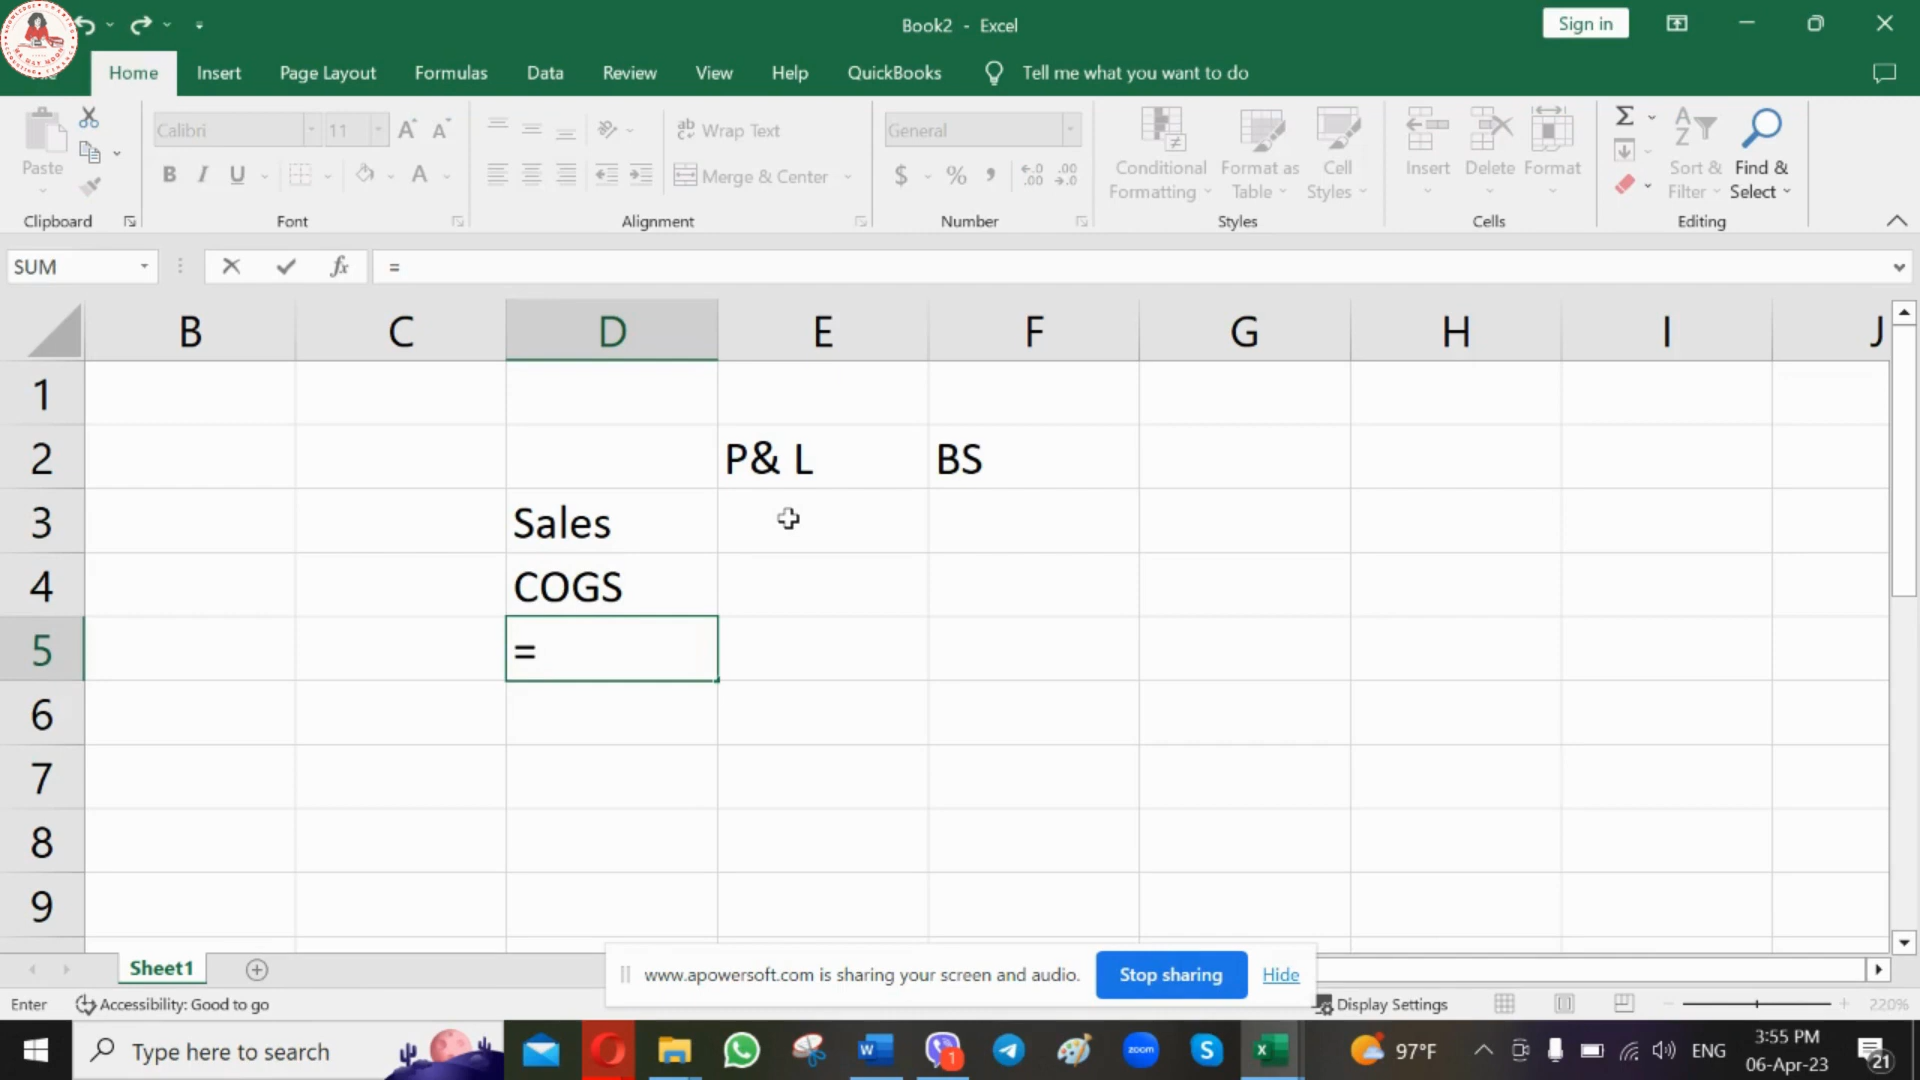 Book2 - Excel
Sign in
Home
Insert
Page Layout
Formulas
Data
Review
View
Help
QuickBooks
Tell me what you want to do
Paste
Clipboard
Calibri
11
B I U
Font
Wrap Text
Merge & Center
Alignment
General
$ % ,
Number
Conditional Formatting
Format as Table
Cell Styles
Styles
Insert
Delete
Format
Cells
Sort & Filter
Find & Select
Editing
SUM
fx
=
B C D E F G H I J
1
2 P& L BS
3 Sales
4 COGS
5 =
6
7
8
9
Sheet1
www.apowersoft.com is sharing your screen and audio.
Stop sharing
Hide
Enter
Accessibility: Good to go
Display Settings
220%
Type here to search
zoom
97°F
ENG
3:55 PM
06-Apr-23
21